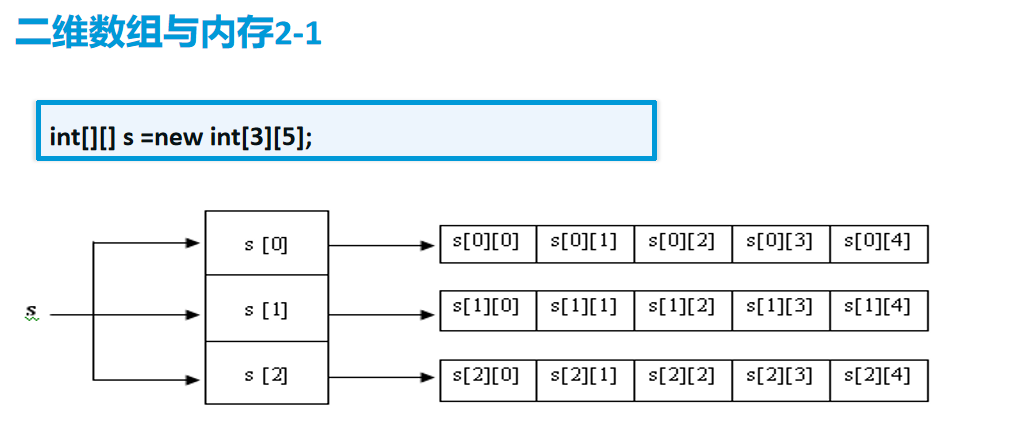 二维数组与内存2-1
int[][] s =new int[3][5];
s [0] s[0][0] s[0][1] s[0][2] s[0][3] s[0][4]
s s [1] s[1][0] s[1][1] s[1][2] s[1][3] s[1][4]
s [2] s[2][0] s[2][1] s[2][2] s[2][3] s[2][4]